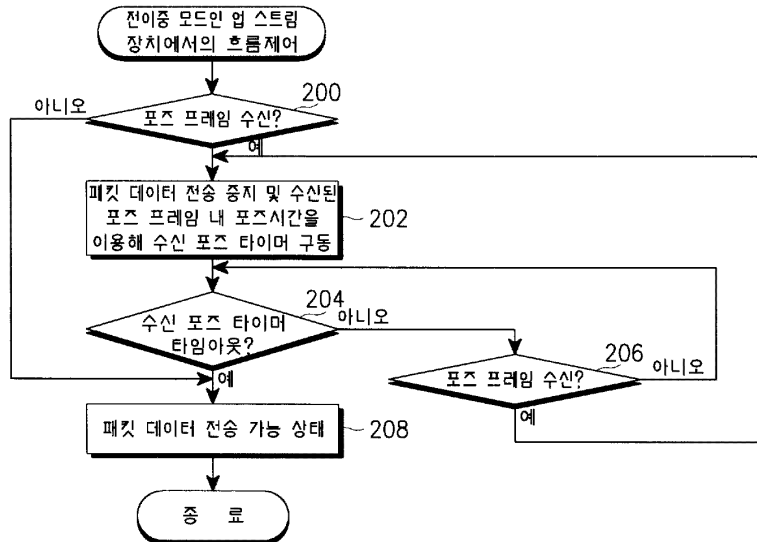 전이중 모드인 업 스트림
장치에서의 흐름제어
200
아니오
포즈 프레임 수신?
예
패킷 데이터 전송 중지 및 수신된
포즈 프레임 내 포즈시간을
이용해 수신 포즈 타이머 구동
202
204
수신 포즈 타이머
타임아웃?
아니오
206
포즈 프레임 수신?
아니오
예
예
패킷 데이터 전송 가능 상태
208
종 료